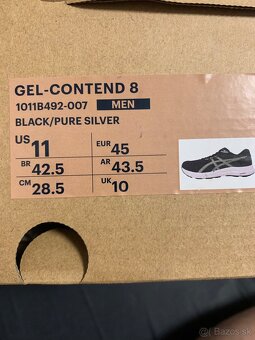 GEL-CONTEND 8
1011B492-007 MEN
BLACK/PURE SILVER
US 11 EUR 45
BR 42.5 AR 43.5
CM 28.5 UK 10
Bazos.sk